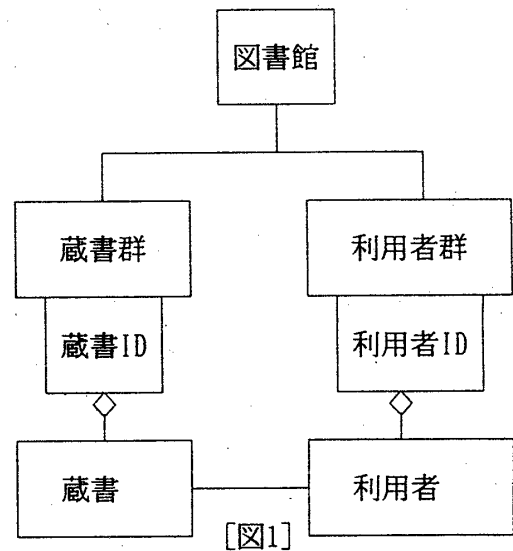 図書館
蔵書群
利用者群
蔵書ID
利用者ID
蔵書
利用者
[図1]